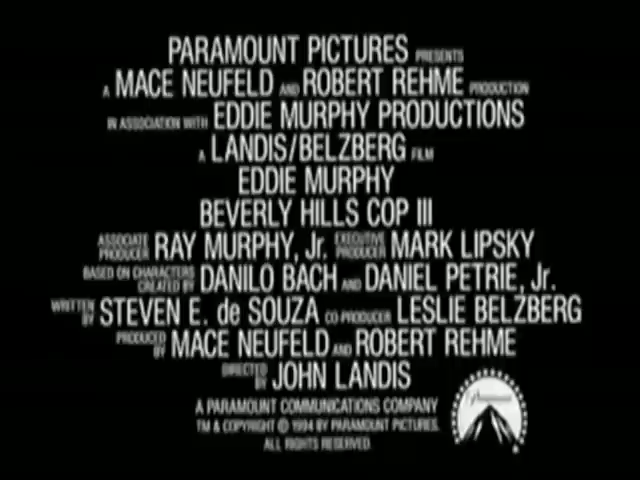 PARAMOUNT PICTURES PRESENTS
A MACE NEUFELD AND ROBERT REHME PRODUCTION
IN ASSOCIATION WITH EDDIE MURPHY PRODUCTIONS
A LANDIS/BELZBERG FILM
EDDIE MURPHY
BEVERLY HILLS COP III
ASSOCIATE PRODUCER RAY MURPHY, Jr. EXECUTIVE PRODUCER MARK LIPSKY
BASED ON CHARACTERS CREATED BY DANILO BACH AND DANIEL PETRIE, Jr.
WRITTEN BY STEVEN E. de SOUZA CO-PRODUCER LESLIE BELZBERG
PRODUCED BY MACE NEUFELD AND ROBERT REHME
DIRECTED BY JOHN LANDIS
A PARAMOUNT COMMUNICATIONS COMPANY
TM & COPYRIGHT © 1994 BY PARAMOUNT PICTURES.
ALL RIGHTS RESERVED.
Paramount